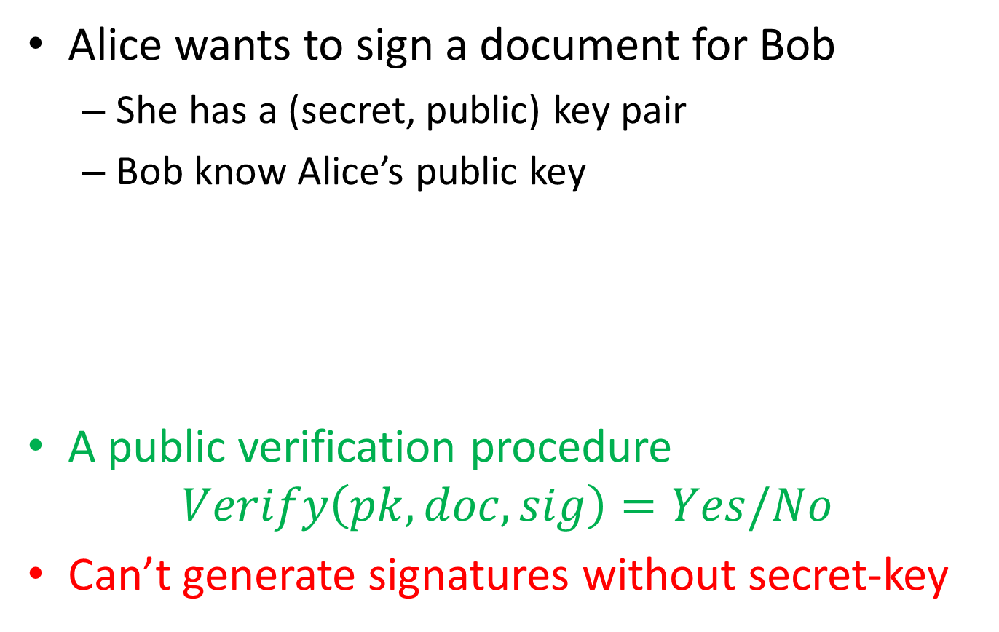 • Alice wants to sign a document for Bob
– She has a (secret, public) key pair
– Bob know Alice’s public key
• A public verification procedure
Verify(pk, doc, sig) = Yes/No
• Can’t generate signatures without secret-key